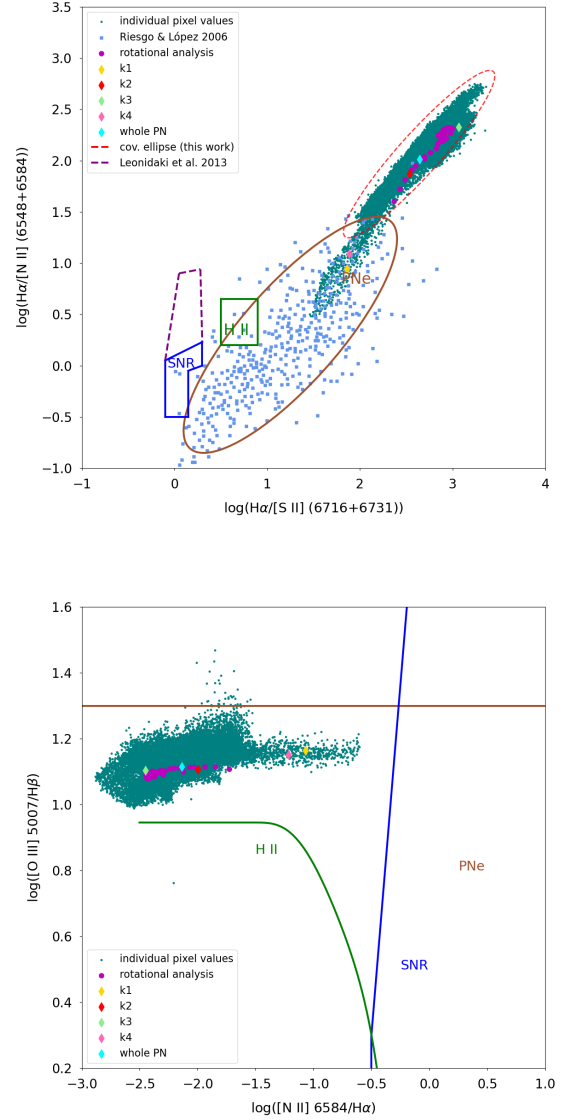 3.5
3.0
2.5
2.0
1.5
1.0
0.5
0.0
−0.5
−1.0
log(Hα/[N II] (6548+6584))
individual pixel values
Riesgo & López 2006
rotational analysis
k1
k2
k3
k4
whole PN
cov. ellipse (this work)
Leonidaki et al. 2013
PNe
H II
SNR
−1 0 1 2 3 4
log(Hα/[S II] (6716+6731))
1.6
1.4
1.2
1.0
0.8
0.6
0.4
0.2
log([O III] 5007/Hβ)
H II
PNe
SNR
individual pixel values
rotational analysis
k1
k2
k3
k4
whole PN
−3.0 −2.5 −2.0 −1.5 −1.0 −0.5 0.0 0.5 1.0
log([N II] 6584/Hα)